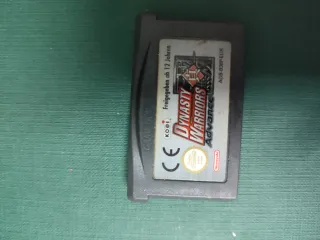 Freigegeben ab 12 Jahren
KOEI
DYNASTY
WARRIORS
ADVANCE
CE
Nintendo